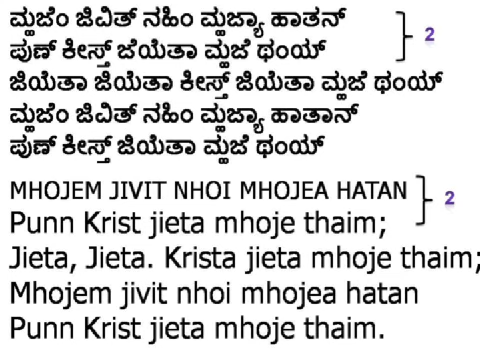 ಮ್ಹಜೆಂ ಜಿವಿತ್ ನಹಿಂ ಮ್ಹಜ್ಯಾ ಹಾತನ್ 2
ಪುಣ್ ಕ್ರೀಸ್ತ್ ಜಿಯೆತಾ ಮ್ಹಜೆ ಥಂಯ್
ಜಿಯೆತಾ ಜಿಯೆತಾ ಕ್ರೀಸ್ತ್ ಜಿಯೆತಾ ಮ್ಹಜೆ ಥಂಯ್
ಮ್ಹಜೆಂ ಜಿವಿತ್ ನಹಿಂ ಮ್ಹಜ್ಯಾ ಹಾತಾನ್
ಪುಣ್ ಕ್ರೀಸ್ತ್ ಜಿಯೆತಾ ಮ್ಹಜೆ ಥಂಯ್
MHOJEM JIVIT NHOI MHOJEA HATAN 2
Punn Krist jieta mhoje thaim;
Jieta, Jieta. Krista jieta mhoje thaim;
Mhojem jivit nhoi mhojea hatan
Punn Krist jieta mhoje thaim.